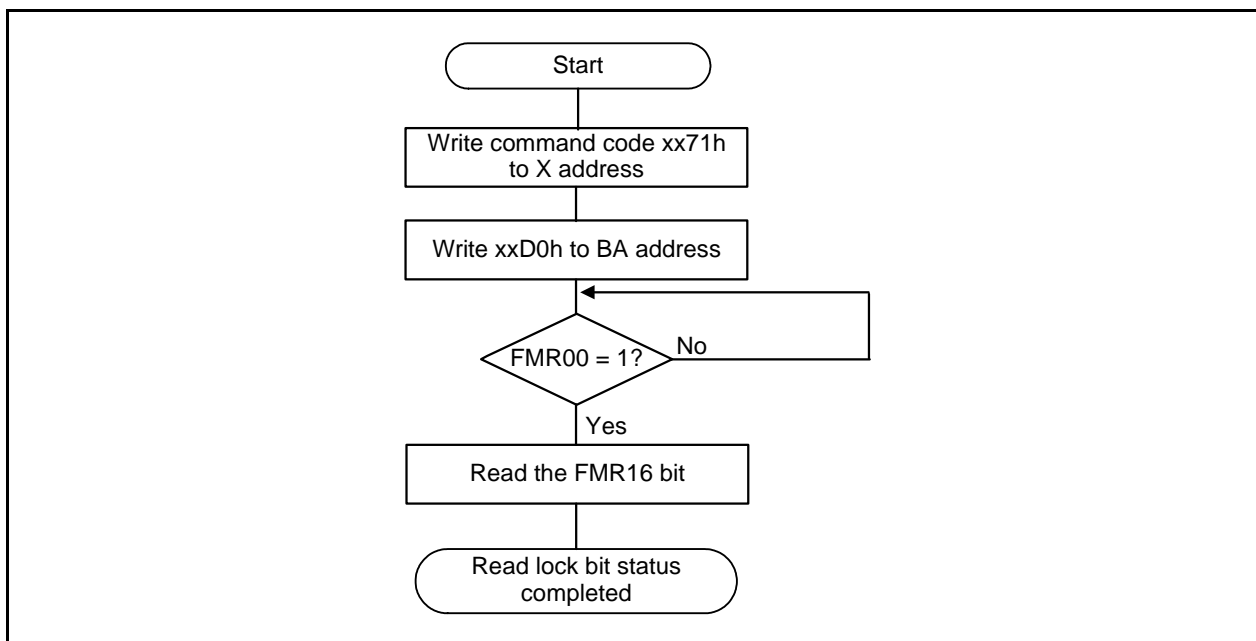 Start
Write command code xx71h
to X address
Write xxD0h to BA address
FMR00 = 1?
No
Yes
Read the FMR16 bit
Read lock bit status
completed